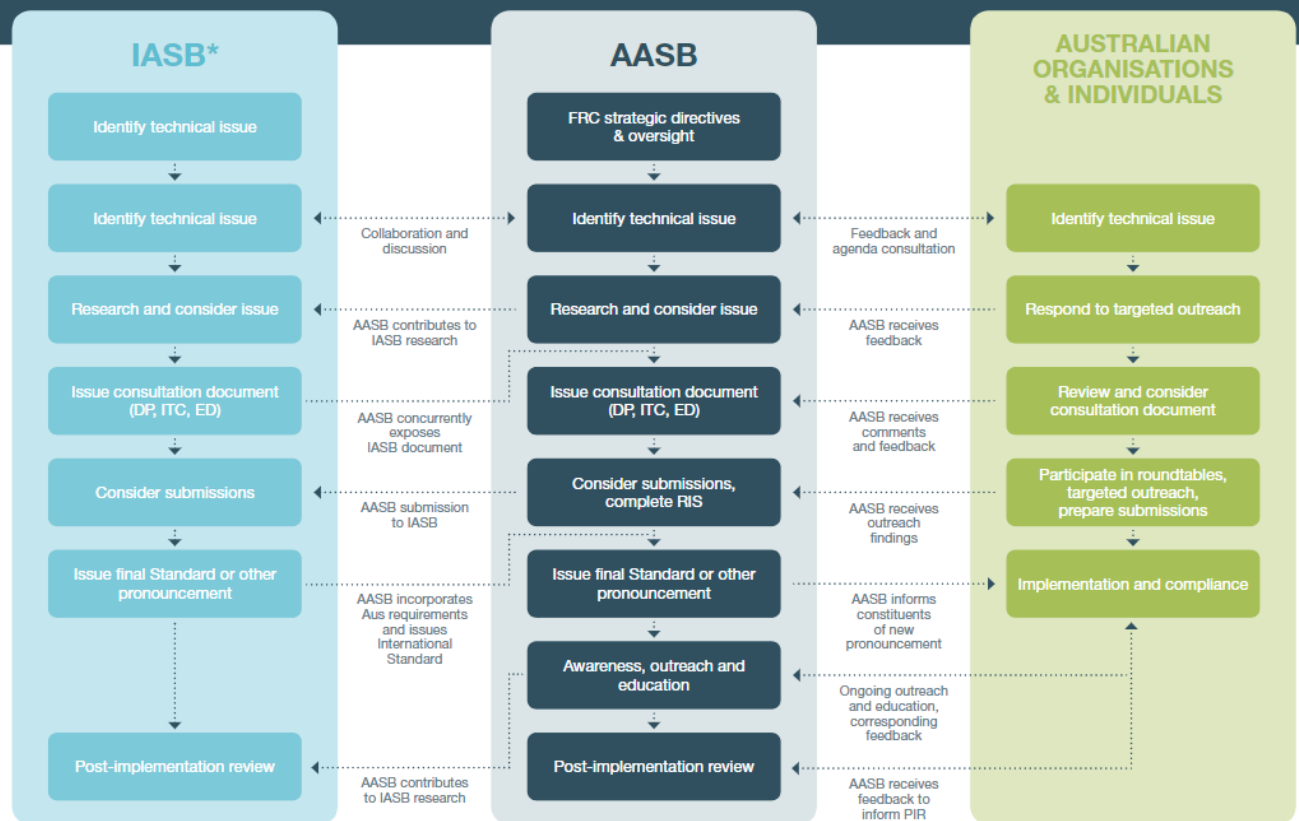 IASB*
Identify technical issue
Identify technical issue
Research and consider issue
Issue consultation document
(DP, ITC, ED)
Consider submissions
Issue final Standard or other
pronouncement
Post-implementation review
Collaboration and
discussion
AASB contributes to
IASB research
AASB concurrently
exposes
IASB document
AASB submission
to IASB
AASB incorporates
Aus requirements
and issues
International
Standard
AASB contributes
to IASB research
AASB
FRC strategic directives
& oversight
Identify technical issue
Research and consider issue
Issue consultation document
(DP, ITC, ED)
Consider submissions,
complete RIS
Issue final Standard or other
pronouncement
Awareness, outreach and
education
Post-implementation review
Feedback and
agenda consultation
AASB receives
feedback
AASB receives
comments
and feedback
AASB receives
outreach
findings
AASB informs
constituents
of new
pronouncement
Ongoing outreach
and education,
corresponding
feedback
AASB receives
feedback to
inform PIR
AUSTRALIAN
ORGANISATIONS
& INDIVIDUALS
Identify technical issue
Respond to targeted outreach
Review and consider
consultation document
Participate in roundtables,
targeted outreach,
prepare submissions
Implementation and compliance